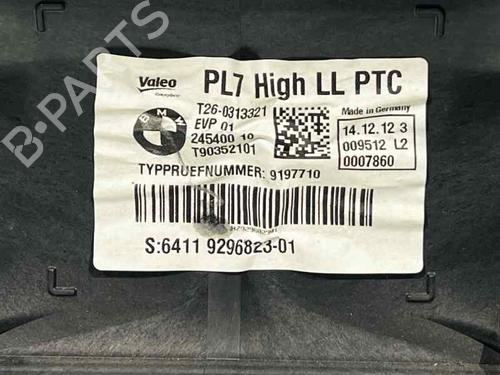 B-PARTS
Valeo
PL7 High LL PTC
BMW
T26-0313321
EVP 01
245400 10
T90352101
Made in Germany
14.12.12 3
009512 L2
0007860
TYPPRUEFNUMMER: 9197710
S:6411 9296823-01